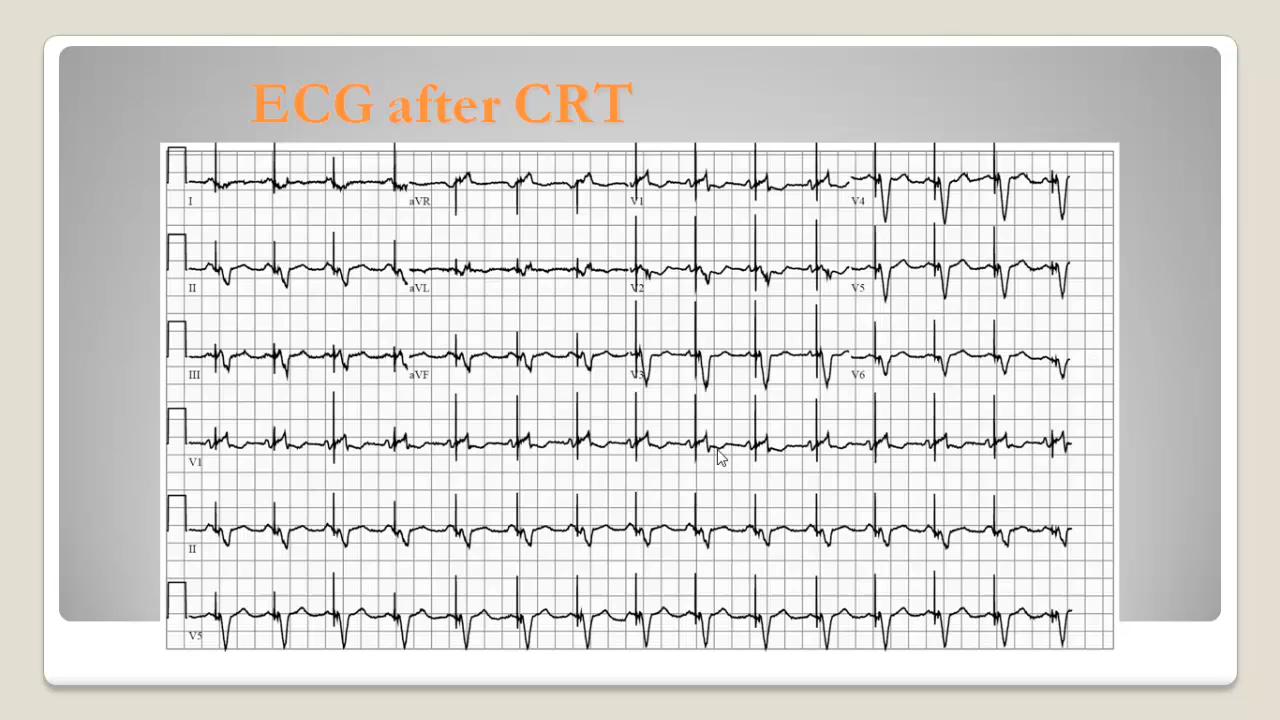 ECG after CRT
I aVR V1 V4
II aVL V2 V5
III aVF V3 V6
V1
II
V5